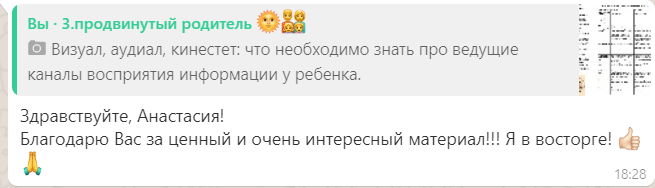 Вы · 3.продвинутый родитель 🌞👨‍👩‍👧‍👦
📷 Визуал, аудиал, кинестет: что необходимо знать про ведущие
каналы восприятия информации у ребенка.
Здравствуйте, Анастасия!
Благодарю Вас за ценный и очень интересный материал!!! Я в восторге! 👍🏻
🙏
18:28